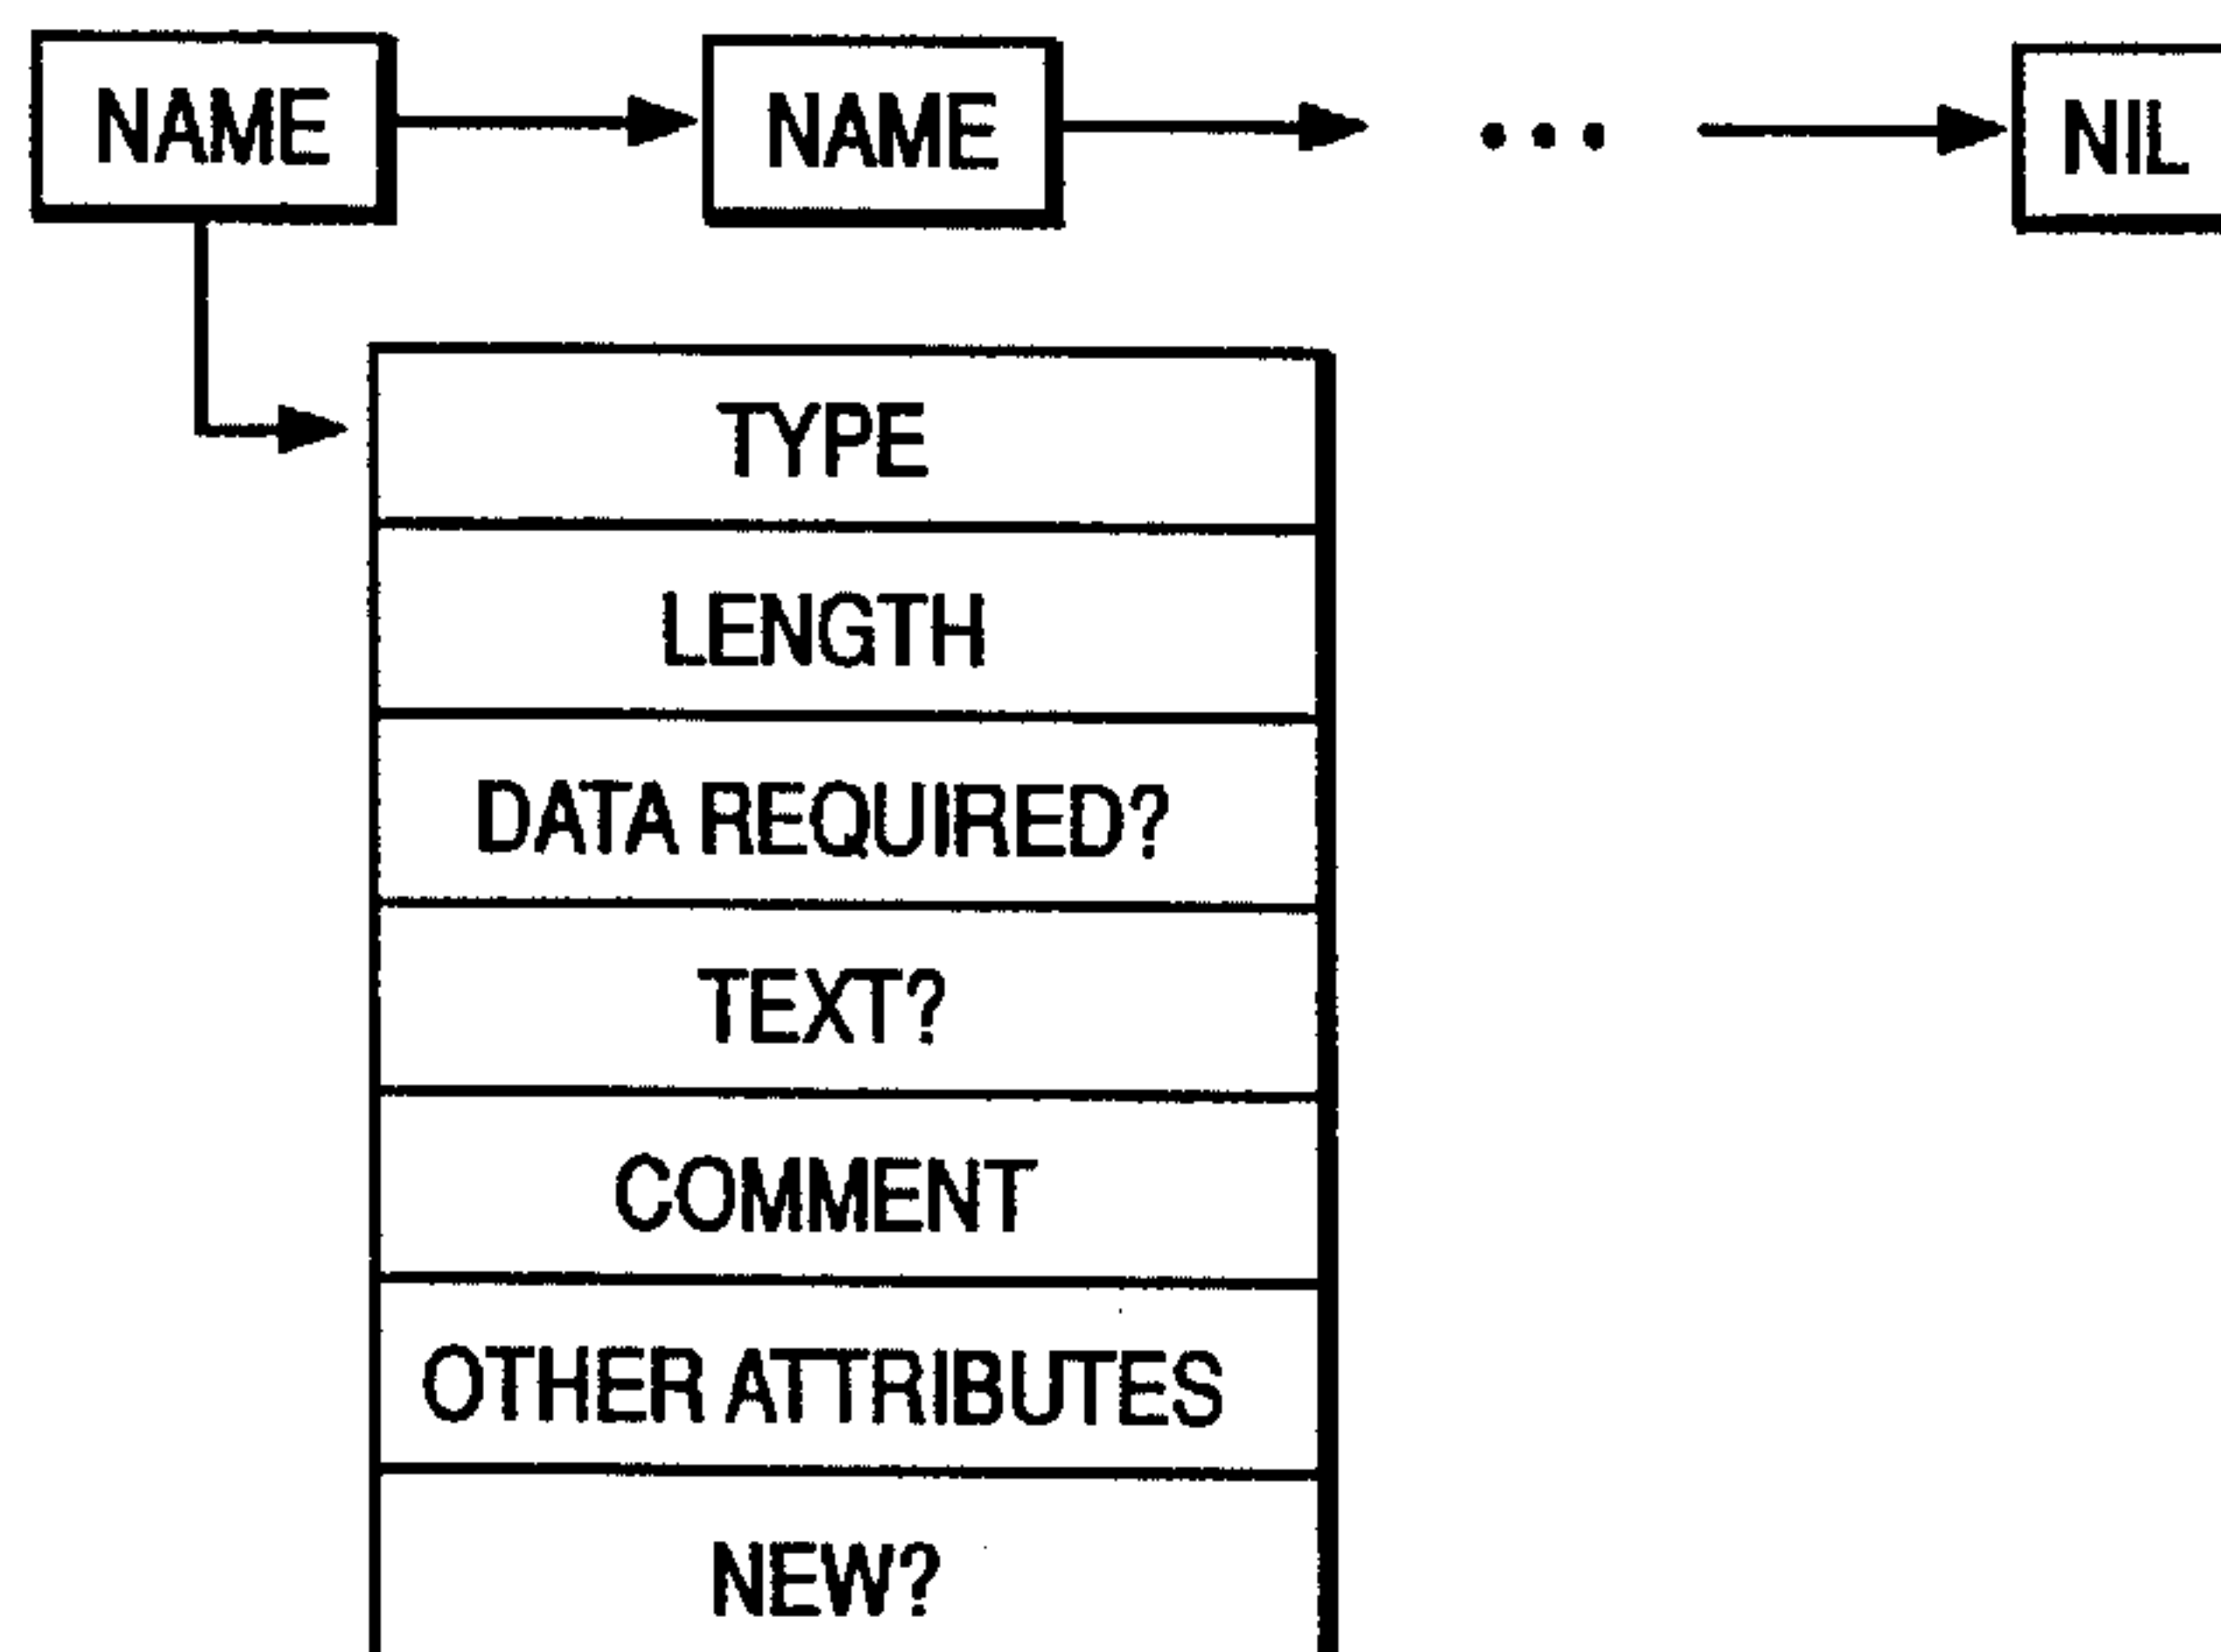 NAME NAME ... NIL
TYPE
LENGTH
DATA REQUIRED?
TEXT?
COMMENT
OTHER ATTRIBUTES
NEW?